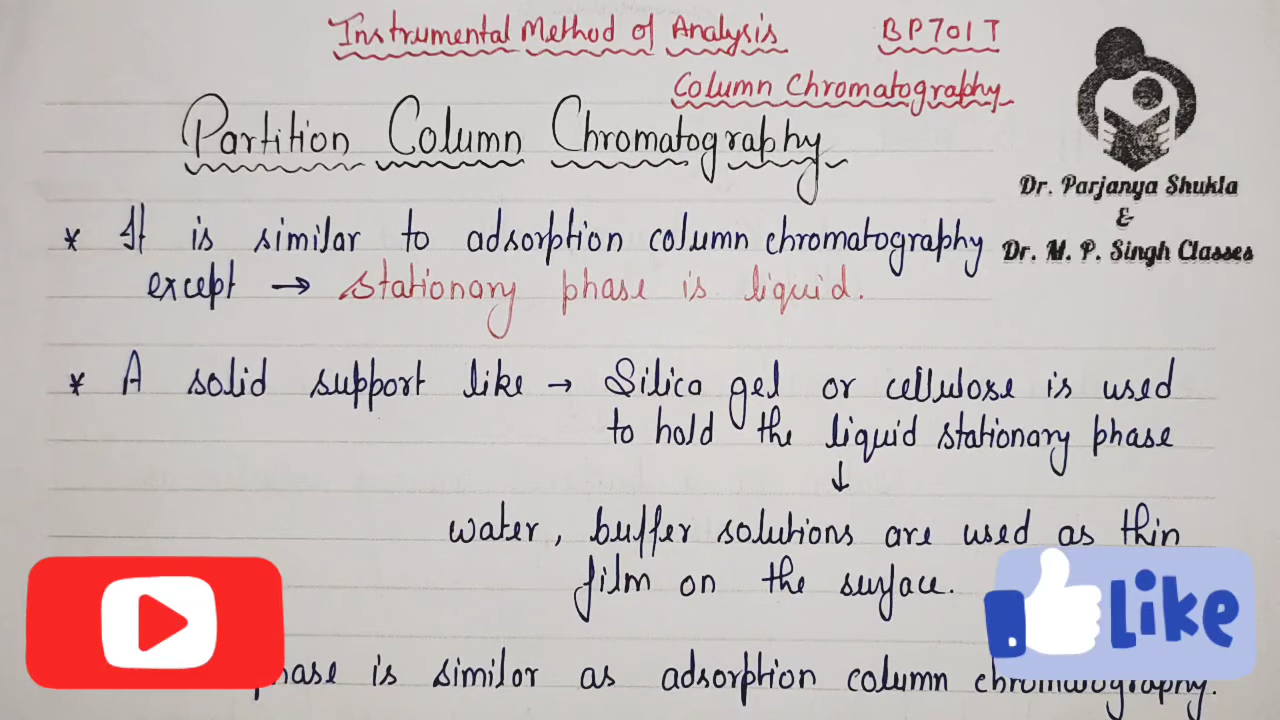 Instrumental Method of Analysis BP701T
Column Chromatography
Partition Column Chromatography
Dr. Parjanya Shukla
&
Dr. M. P. Singh Classes
* It is similar to adsorption column chromatography
except → stationary phase is liquid.
* A solid support like → Silica gel or cellulose is used
to hold the liquid stationary phase
↓
water, buffer solutions are used as thin
film on the surface.
Like
phase is similar as adsorption column chromatography.